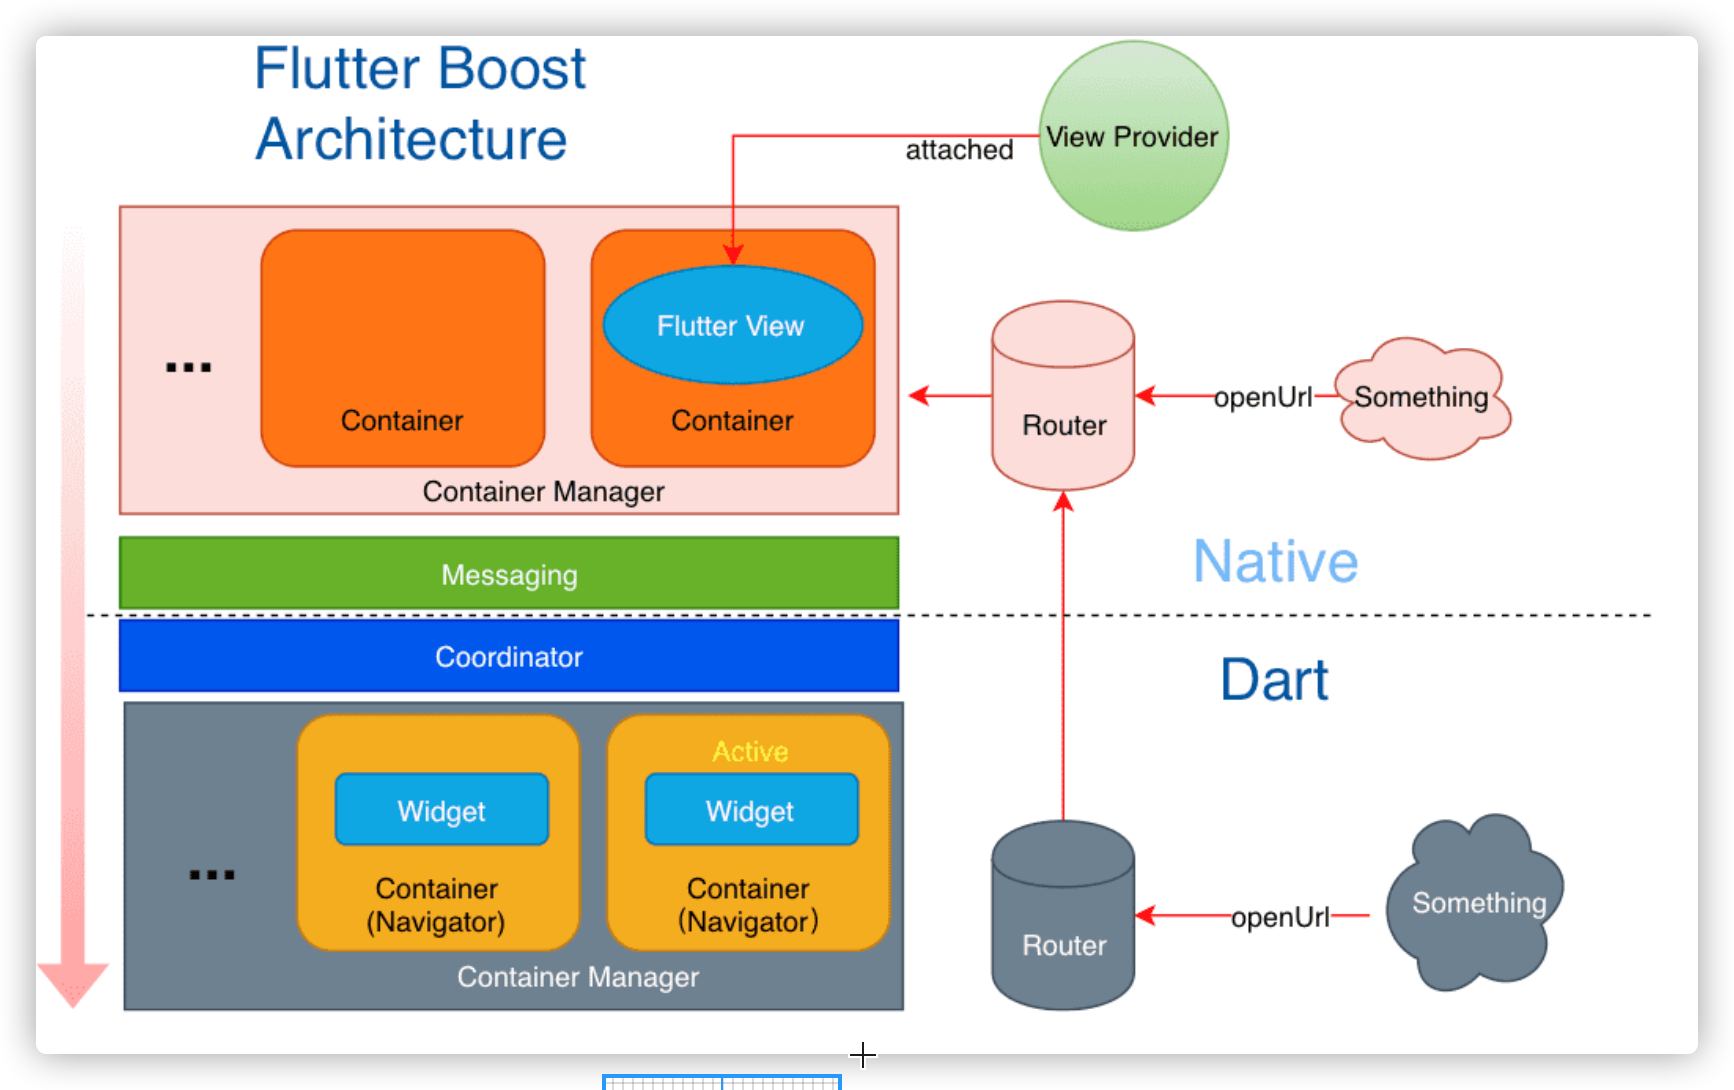 Flutter Boost
Architecture
View Provider
attached
Flutter View
...
Container
Container
Container Manager
Router
openUrl
Something
Messaging
Native
Coordinator
Dart
Active
Widget
Widget
...
Container
(Navigator)
Container
(Navigator)
Container Manager
Router
openUrl
Something